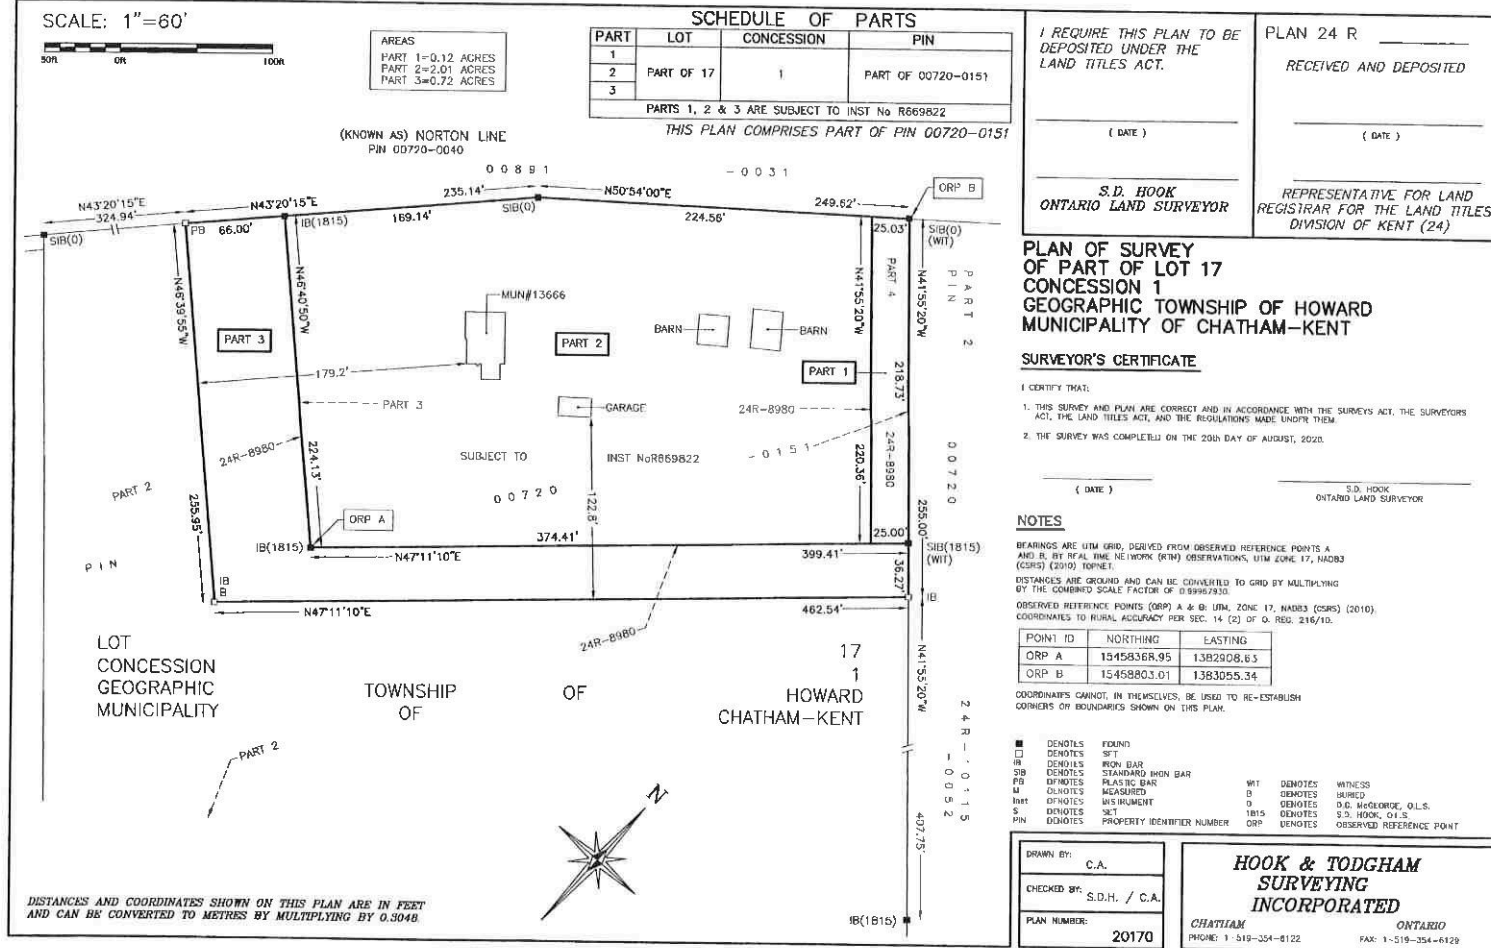 SCALE: 1"=60'
50ft 0ft 100ft
AREAS
PART 1=0.12 ACRES
PART 2=2.01 ACRES
PART 3=0.72 ACRES
SCHEDULE OF PARTS
PART LOT CONCESSION PIN
1
2 PART OF 17 1 PART OF 00720-0151
3
PARTS 1, 2 & 3 ARE SUBJECT TO INST No R669822
THIS PLAN COMPRISES PART OF PIN 00720-0151
I REQUIRE THIS PLAN TO BE
DEPOSITED UNDER THE
LAND TITLES ACT.
( DATE )
S.D. HOOK
ONTARIO LAND SURVEYOR
PLAN 24 R
RECEIVED AND DEPOSITED
( DATE )
REPRESENTATIVE FOR LAND
REGISTRAR FOR THE LAND TITLES
DIVISION OF KENT (24)
(KNOWN AS) NORTON LINE
PIN 00720-0040
00891 -0031
N43°20'15"E
324.94'
N43°20'15"E
235.14'
N50°54'00"E
249.62'
ORP B
SIB(0)
PB
66.00'
IB(1815)
169.14'
SIB(0)
224.56'
25.03'
SIB(0)
(WIT)
N46°39'55"W
N46°40'50"W
N41°55'20"W
PART 4
N41°55'20"W
PIN
PART 2
MUN#13666
PART 3
PART 2
BARN
BARN
PART 1
179.2'
218.73'
PART 3
GARAGE
24R-8980
24R-8980
224.13'
SUBJECT TO INST NoR669822
-0151
220.36'
24R-8980
00720
PART 2
255.95'
00720
122.8'
255.00'
ORP A
IB(1815)
N47°11'10"E
374.41'
25.00'
399.41'
SIB(1815)
(WIT)
PIN
36.27'
IB
B
IB
N47°11'10"E
462.54'
24R-8980
LOT 17
CONCESSION 1
GEOGRAPHIC TOWNSHIP OF HOWARD
MUNICIPALITY OF CHATHAM-KENT
N41°55'20"W
PART 2
24R-10115
-0052
407.75'
N
IB(1815)
DISTANCES AND COORDINATES SHOWN ON THIS PLAN ARE IN FEET
AND CAN BE CONVERTED TO METRES BY MULTIPLYING BY 0.3048.
PLAN OF SURVEY
OF PART OF LOT 17
CONCESSION 1
GEOGRAPHIC TOWNSHIP OF HOWARD
MUNICIPALITY OF CHATHAM-KENT
SURVEYOR'S CERTIFICATE
I CERTIFY THAT:
1. THIS SURVEY AND PLAN ARE CORRECT AND IN ACCORDANCE WITH THE SURVEYS ACT, THE SURVEYORS
ACT, THE LAND TITLES ACT, AND THE REGULATIONS MADE UNDER THEM.
2. THE SURVEY WAS COMPLETED ON THE 20th DAY OF AUGUST, 2020.
( DATE )
S.D. HOOK
ONTARIO LAND SURVEYOR
NOTES
BEARINGS ARE UTM GRID, DERIVED FROM OBSERVED REFERENCE POINTS A
AND B, BY REAL TIME NETWORK (RTN) OBSERVATIONS, UTM ZONE 17, NAD83
(CSRS) (2010) TOPNET.
DISTANCES ARE GROUND AND CAN BE CONVERTED TO GRID BY MULTIPLYING
BY THE COMBINED SCALE FACTOR OF 0.99967930.
OBSERVED REFERENCE POINTS (ORP) A & B: UTM, ZONE 17, NAD83 (CSRS) (2010).
COORDINATES TO RURAL ACCURACY PER SEC. 14 (2) OF O. REG. 216/10.
POINT ID NORTHING EASTING
ORP A 15458368.95 1382908.63
ORP B 15458803.01 1383055.34
COORDINATES CANNOT, IN THEMSELVES, BE USED TO RE-ESTABLISH
CORNERS OR BOUNDARIES SHOWN ON THIS PLAN.
DENOTES FOUND
DENOTES SET
IB DENOTES IRON BAR
SIB DENOTES STANDARD IRON BAR
PB DENOTES PLASTIC BAR
M DENOTES MEASURED
Inst DENOTES INSTRUMENT
S DENOTES SET
PIN DENOTES PROPERTY IDENTIFIER NUMBER
WIT DENOTES WITNESS
B DENOTES BURIED
O DENOTES D.G. McGEORGE, O.L.S.
1815 DENOTES S.D. HOOK, O.L.S.
ORP DENOTES OBSERVED REFERENCE POINT
DRAWN BY: C.A.
CHECKED BY: S.D.H. / C.A.
PLAN NUMBER: 20170
HOOK & TODGHAM
SURVEYING
INCORPORATED
CHATHAM ONTARIO
PHONE: 1-519-354-6122 FAX: 1-519-354-6129